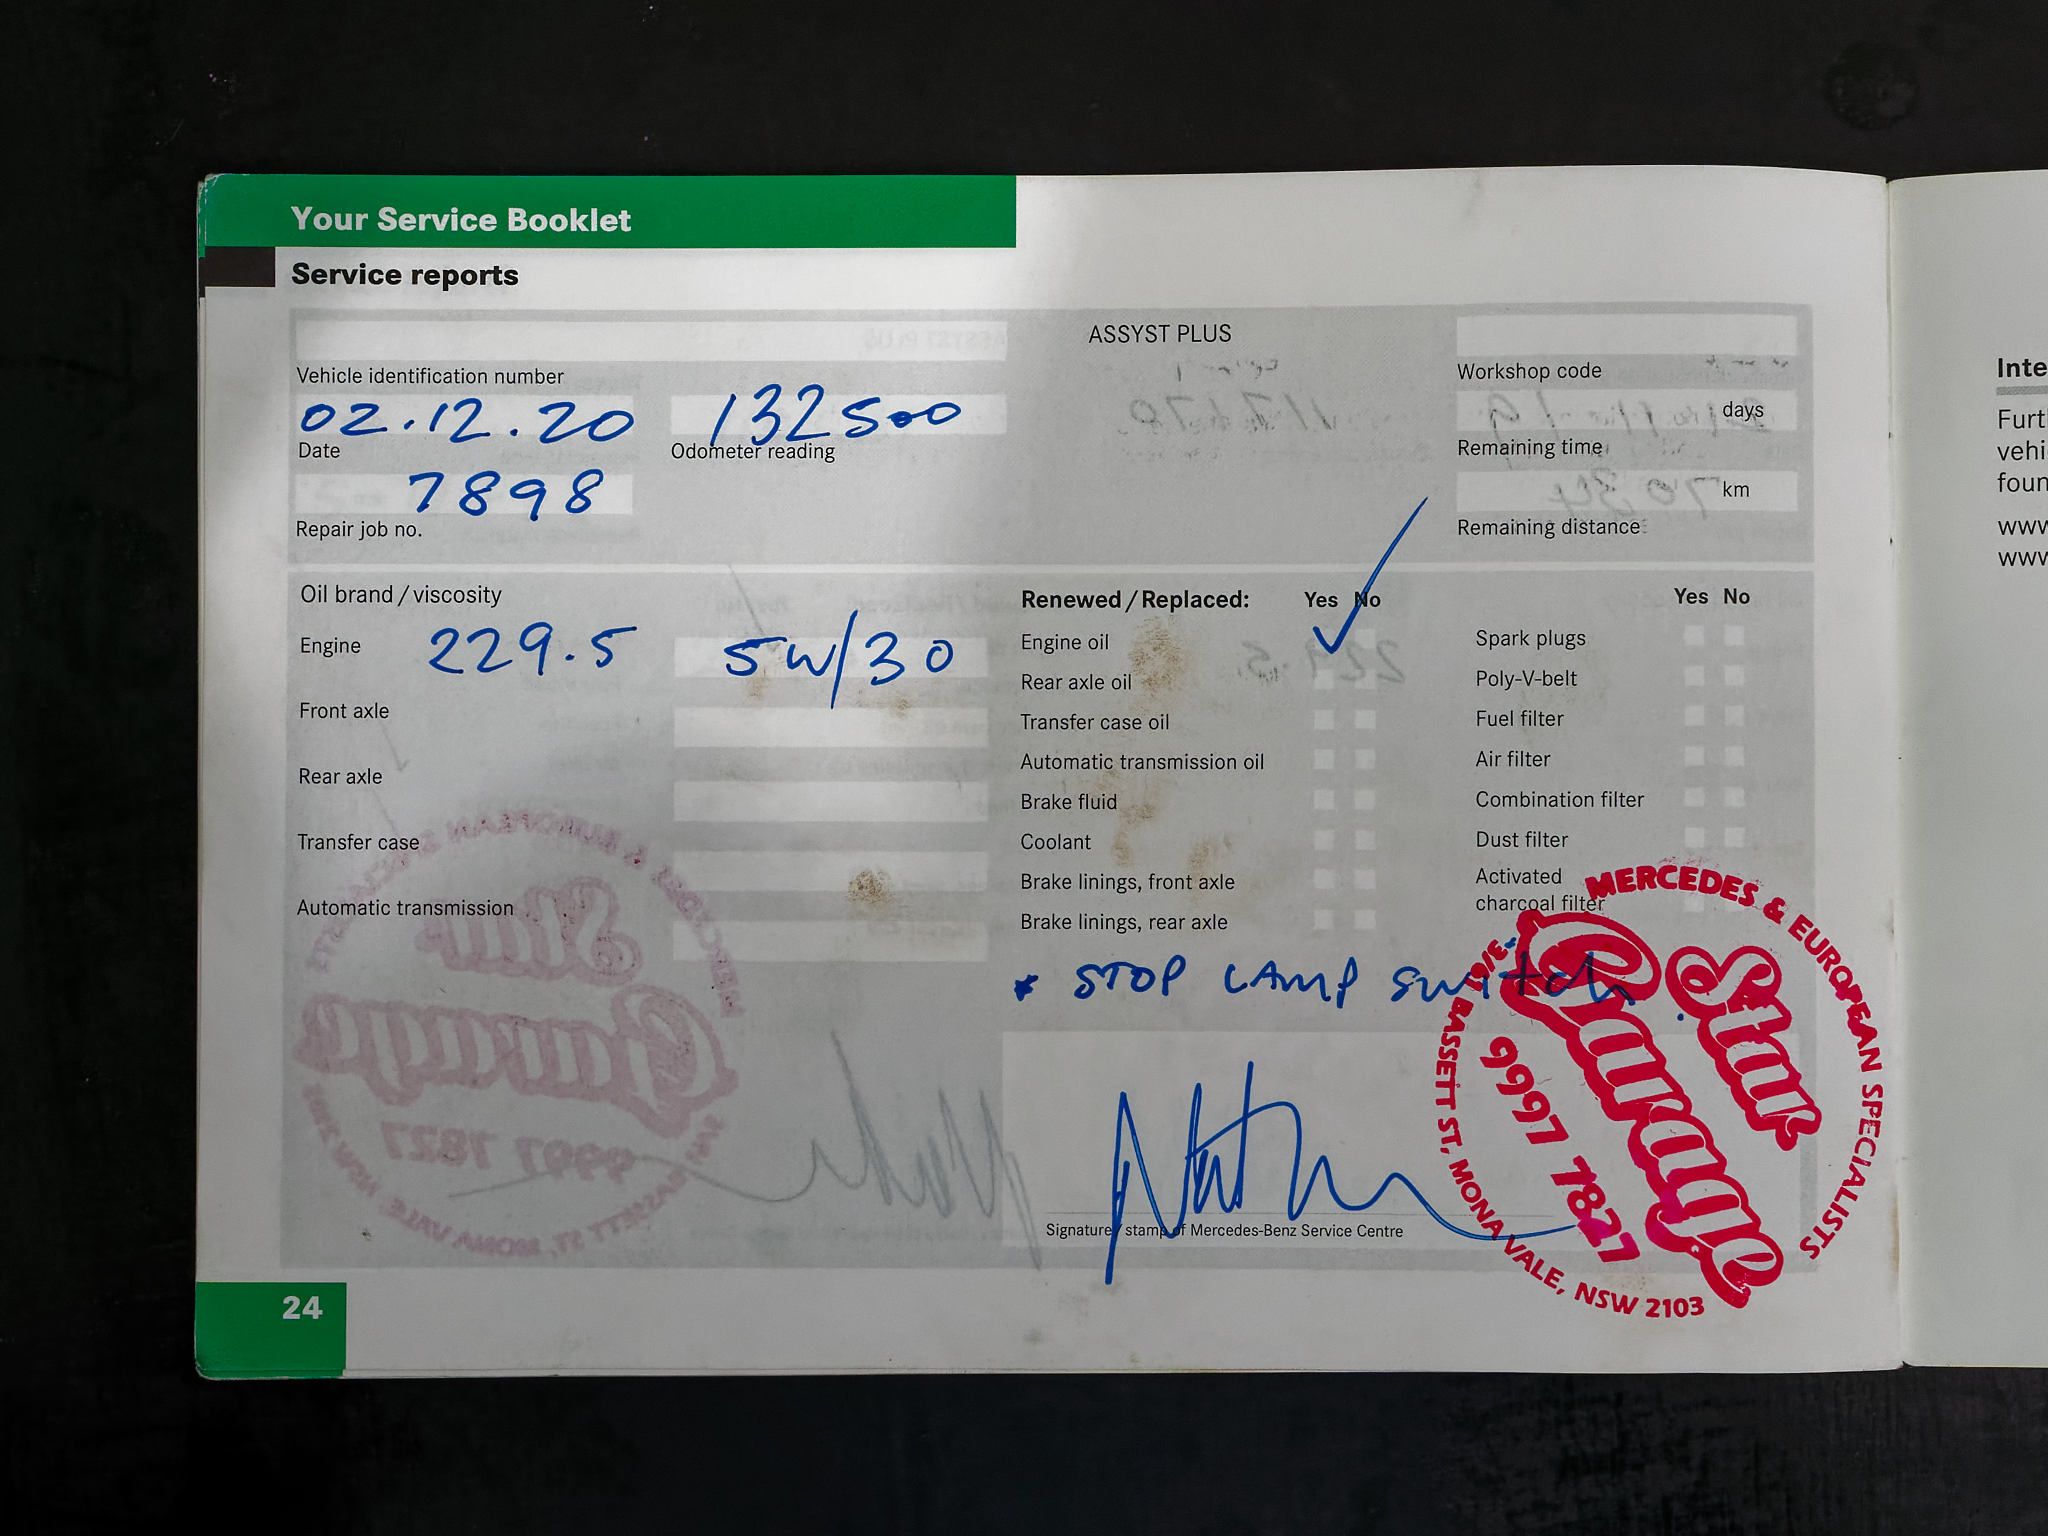 Your Service Booklet
Service reports
Vehicle identification number
ASSYST PLUS
Workshop code
02.12.20
132500
days
Date
Odometer reading
Remaining time
7898
km
Repair job no.
Remaining distance
Oil brand / viscosity
Renewed / Replaced:
Yes No
Yes No
Engine
229.5
5W/30
Engine oil
Spark plugs
Rear axle oil
Poly-V-belt
Front axle
Transfer case oil
Fuel filter
Rear axle
Automatic transmission oil
Air filter
Brake fluid
Combination filter
Transfer case
Coolant
Dust filter
Brake linings, front axle
Activated
charcoal filter
Automatic transmission
Brake linings, rear axle
* STOP LAMP Switch.
MERCEDES & EUROPEAN SPECIALISTS
Star
Garage
9997 7827
BASSETT ST, MONA VALE, NSW 2103
Signature / stamp of Mercedes-Benz Service Centre
24
Inte
Furt
vehi
foun
www
www